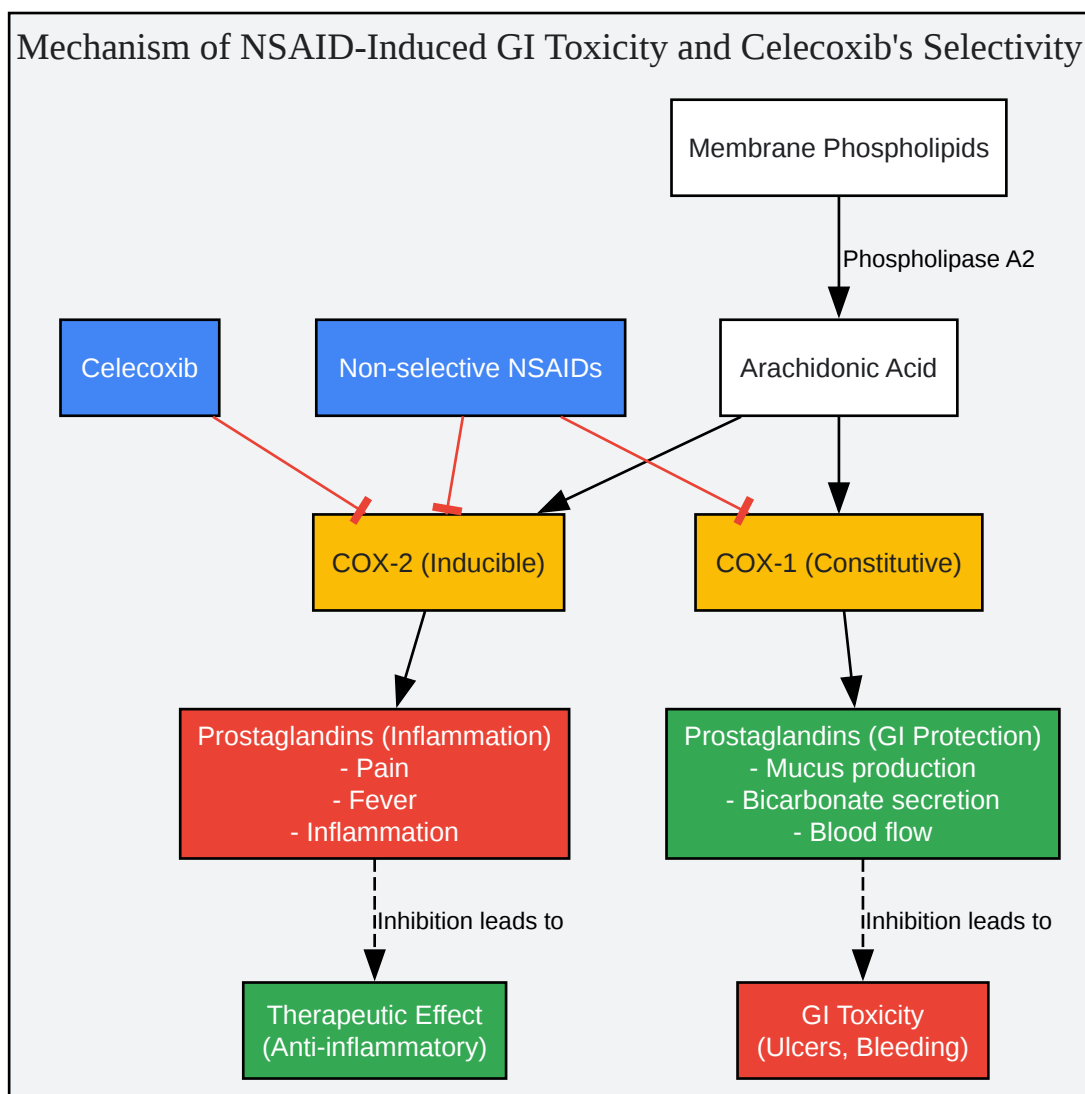 Mechanism of NSAID-Induced GI Toxicity and Celecoxib's Selectivity
Membrane Phospholipids
Phospholipase A2
Celecoxib
Non-selective NSAIDs
Arachidonic Acid
COX-2 (Inducible)
COX-1 (Constitutive)
Prostaglandins (Inflammation)
- Pain
- Fever
- Inflammation
Prostaglandins (GI Protection)
- Mucus production
- Bicarbonate secretion
- Blood flow
Inhibition leads to
Inhibition leads to
Therapeutic Effect
(Anti-inflammatory)
GI Toxicity
(Ulcers, Bleeding)